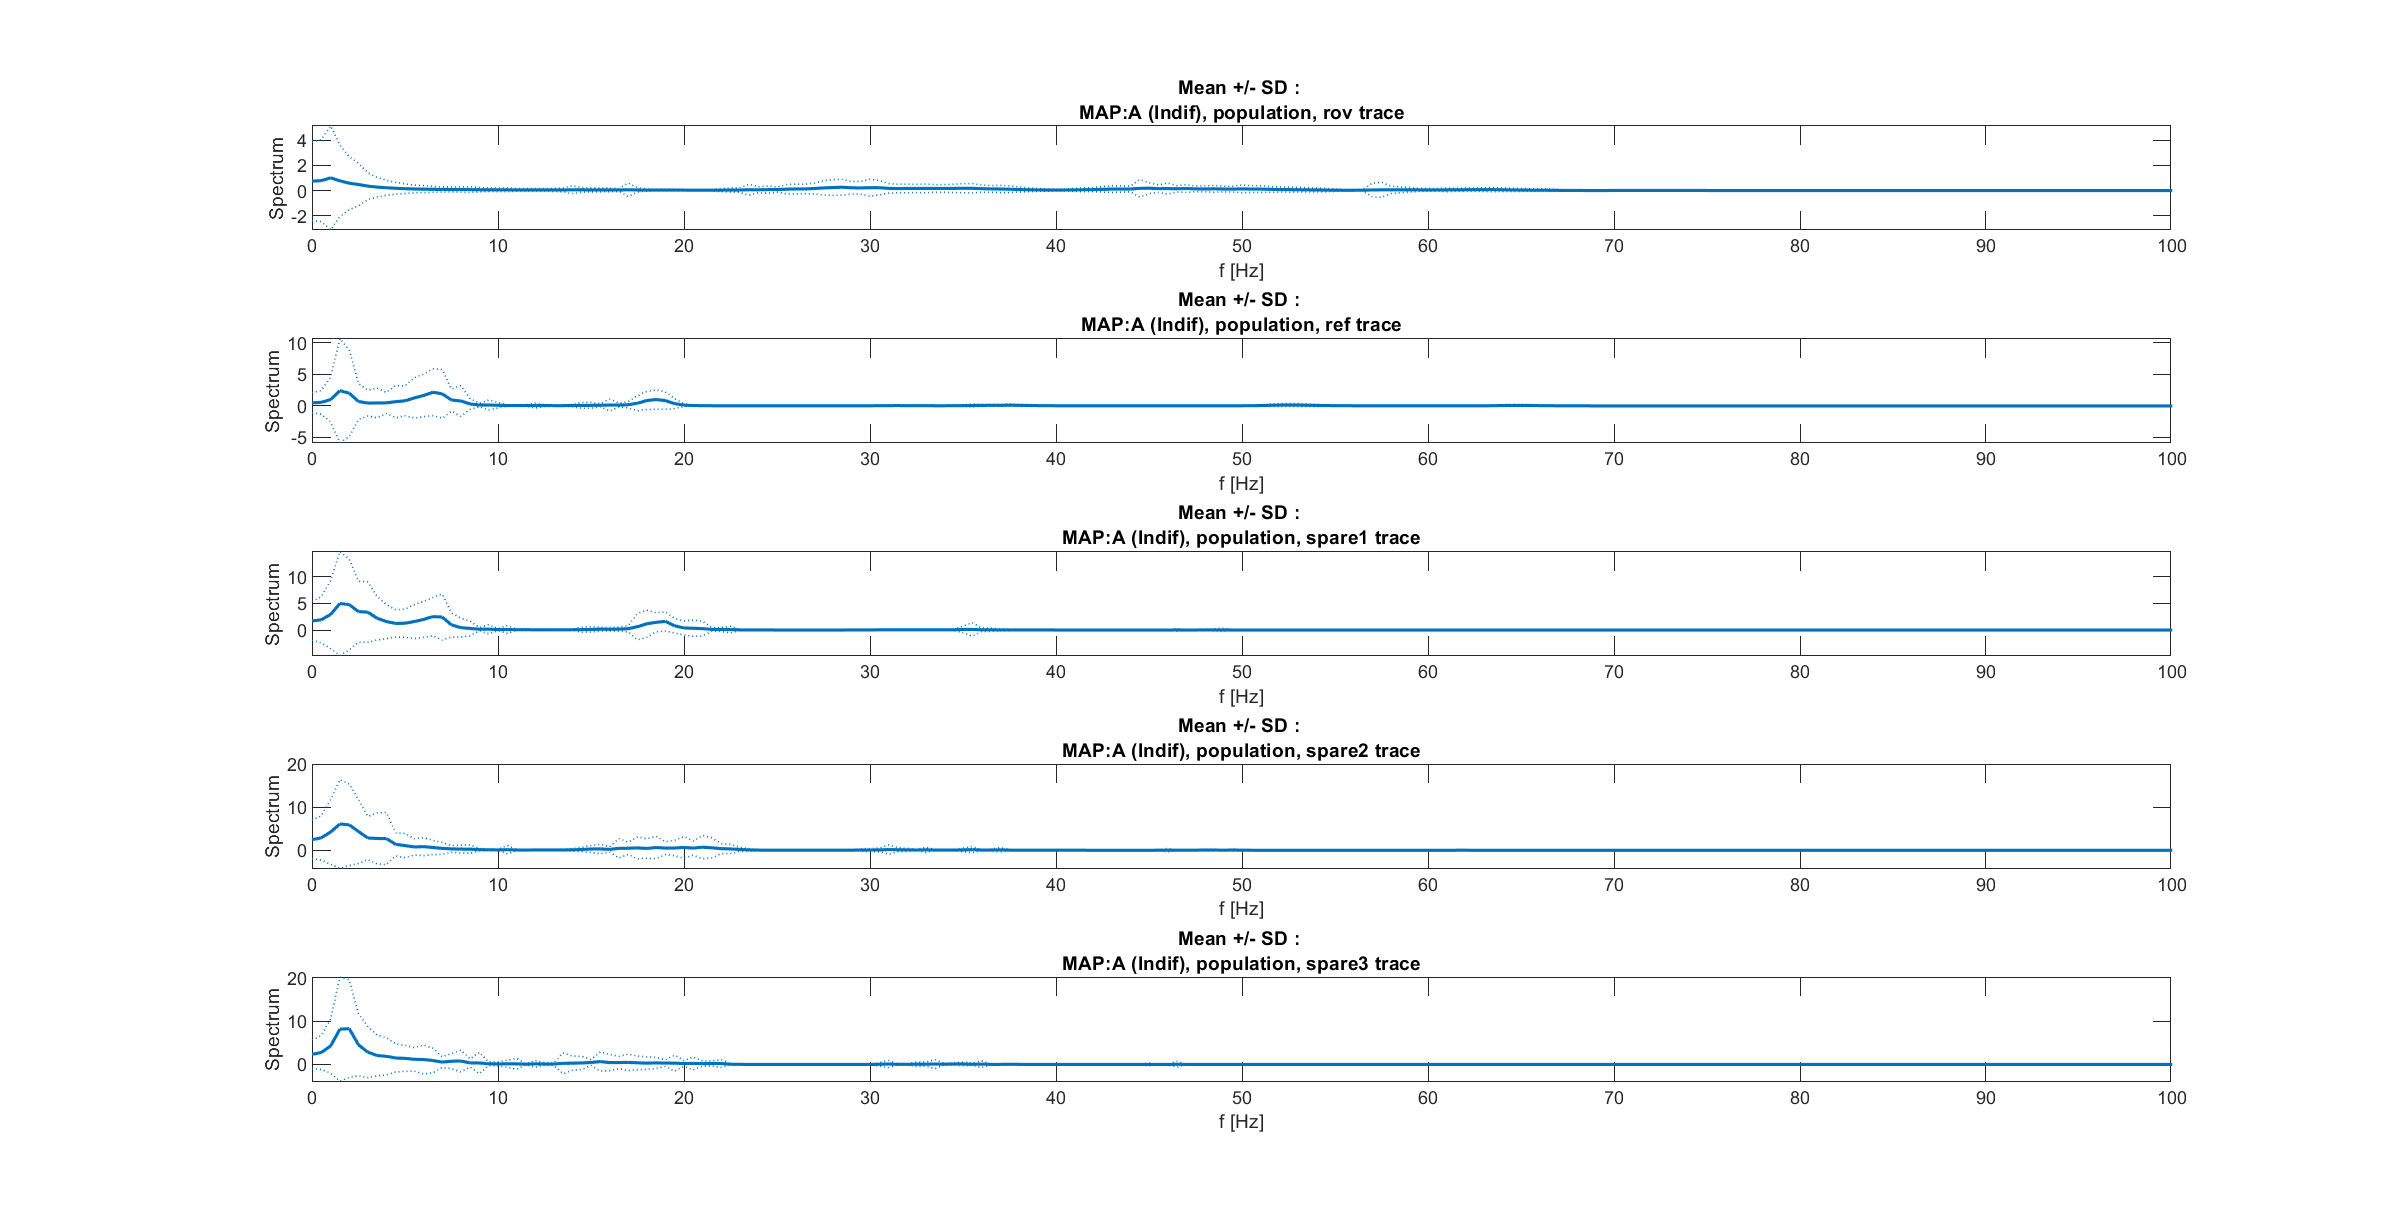 Mean +/- SD :
MAP:A (Indif), population, rov trace
Spectrum
4
2
0
-2
0 10 20 30 40 50 60 70 80 90 100
f [Hz]
Mean +/- SD :
MAP:A (Indif), population, ref trace
Spectrum
10
5
0
-5
0 10 20 30 40 50 60 70 80 90 100
f [Hz]
Mean +/- SD :
MAP:A (Indif), population, spare1 trace
Spectrum
10
5
0
0 10 20 30 40 50 60 70 80 90 100
f [Hz]
Mean +/- SD :
MAP:A (Indif), population, spare2 trace
Spectrum
20
10
0
0 10 20 30 40 50 60 70 80 90 100
f [Hz]
Mean +/- SD :
MAP:A (Indif), population, spare3 trace
Spectrum
20
10
0
0 10 20 30 40 50 60 70 80 90 100
f [Hz]